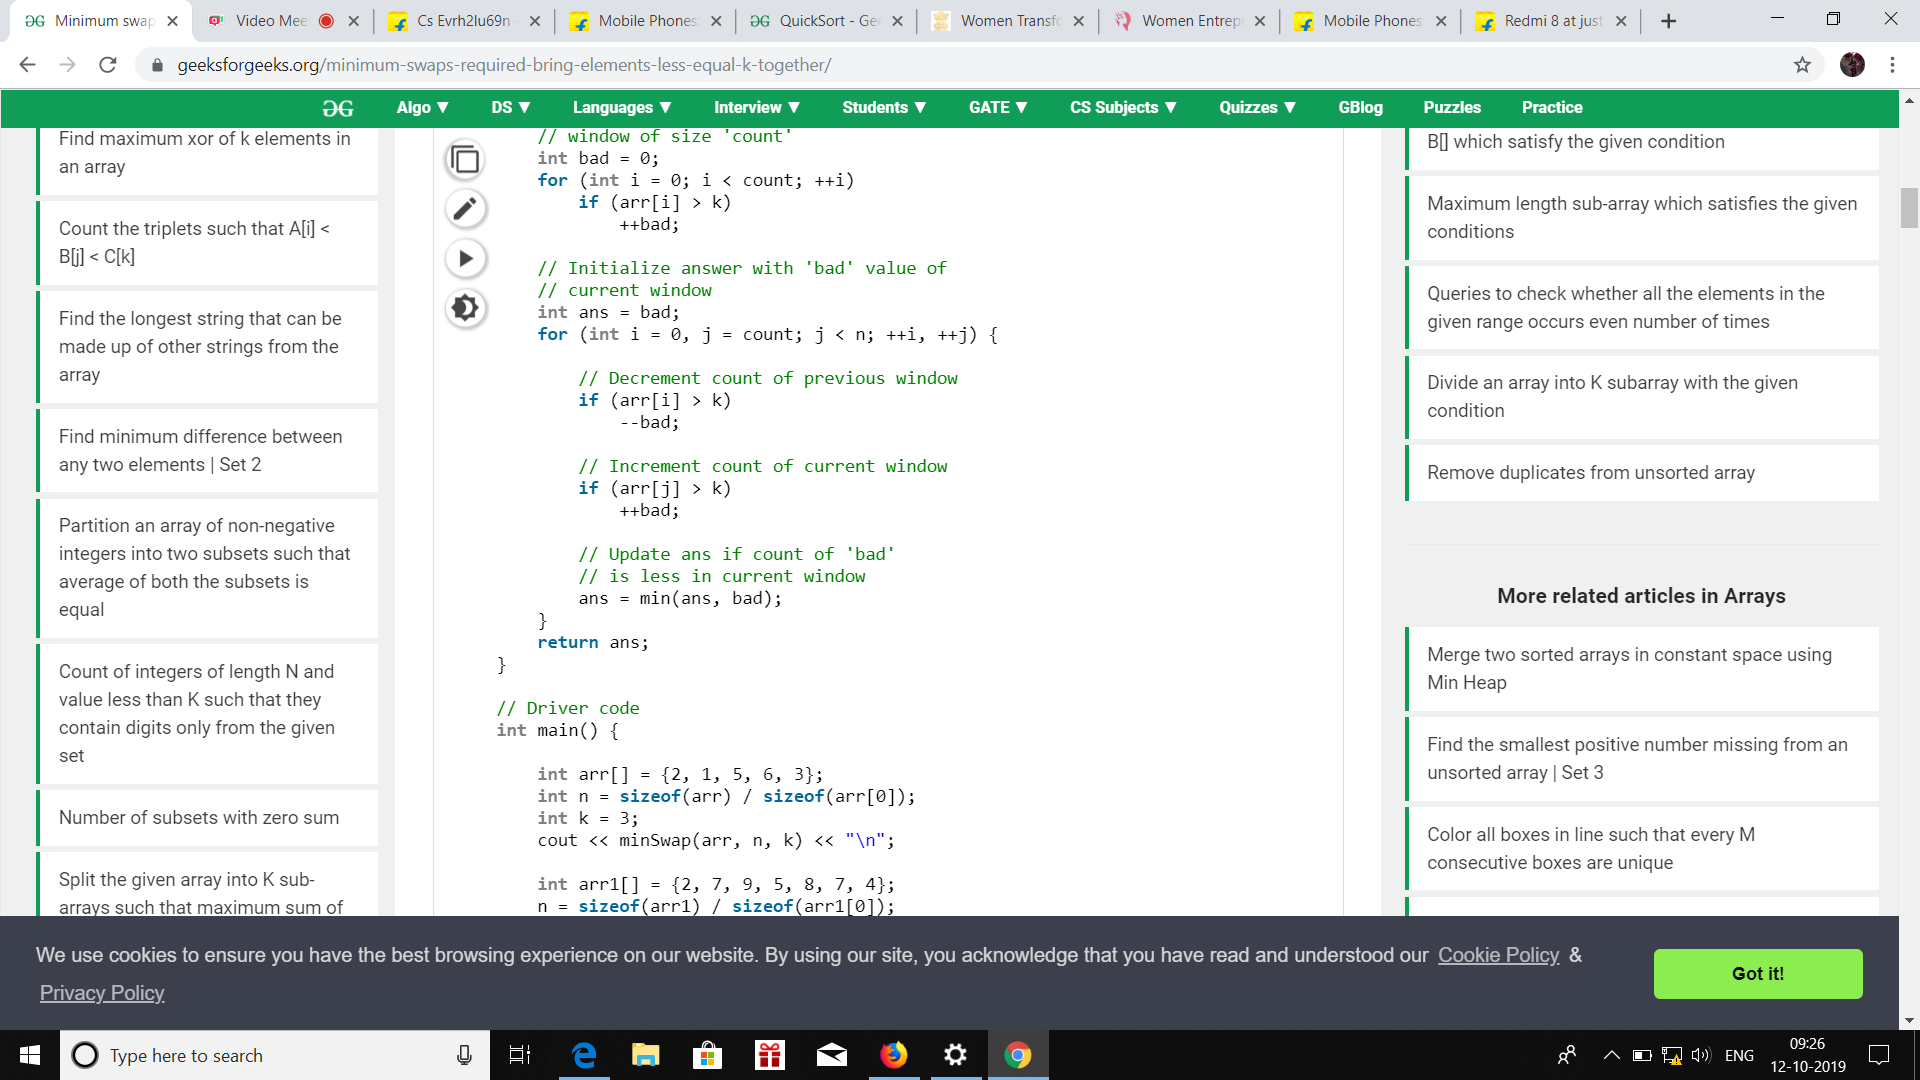 Minimum swap
Video Mee
Cs Evrh2lu69n -
Mobile Phones
QuickSort - Gee
Women Transfo
Women Entrep
Mobile Phones
Redmi 8 at just
geeksforgeeks.org/minimum-swaps-required-bring-elements-less-equal-k-together/
Algo ▼ DS ▼ Languages ▼ Interview ▼ Students ▼ GATE ▼ CS Subjects ▼ Quizzes ▼ GBlog Puzzles Practice
Find maximum xor of k elements in
an array
Count the triplets such that A[i] <
B[j] < C[k]
Find the longest string that can be
made up of other strings from the
array
Find minimum difference between
any two elements | Set 2
Partition an array of non-negative
integers into two subsets such that
average of both the subsets is
equal
Count of integers of length N and
value less than K such that they
contain digits only from the given
set
Number of subsets with zero sum
Split the given array into K sub-
arrays such that maximum sum of
// window of size 'count'
int bad = 0;
for (int i = 0; i < count; ++i)
if (arr[i] > k)
++bad;
// Initialize answer with 'bad' value of
// current window
int ans = bad;
for (int i = 0, j = count; j < n; ++i, ++j) {
// Decrement count of previous window
if (arr[i] > k)
--bad;
// Increment count of current window
if (arr[j] > k)
++bad;
// Update ans if count of 'bad'
// is less in current window
ans = min(ans, bad);
}
return ans;
}
// Driver code
int main() {
int arr[] = {2, 1, 5, 6, 3};
int n = sizeof(arr) / sizeof(arr[0]);
int k = 3;
cout << minSwap(arr, n, k) << "\n";
int arr1[] = {2, 7, 9, 5, 8, 7, 4};
n = sizeof(arr1) / sizeof(arr1[0]);
B[] which satisfy the given condition
Maximum length sub-array which satisfies the given
conditions
Queries to check whether all the elements in the
given range occurs even number of times
Divide an array into K subarray with the given
condition
Remove duplicates from unsorted array
More related articles in Arrays
Merge two sorted arrays in constant space using
Min Heap
Find the smallest positive number missing from an
unsorted array | Set 3
Color all boxes in line such that every M
consecutive boxes are unique
We use cookies to ensure you have the best browsing experience on our website. By using our site, you acknowledge that you have read and understood our Cookie Policy &
Privacy Policy
Got it!
Type here to search
ENG
09:26
12-10-2019